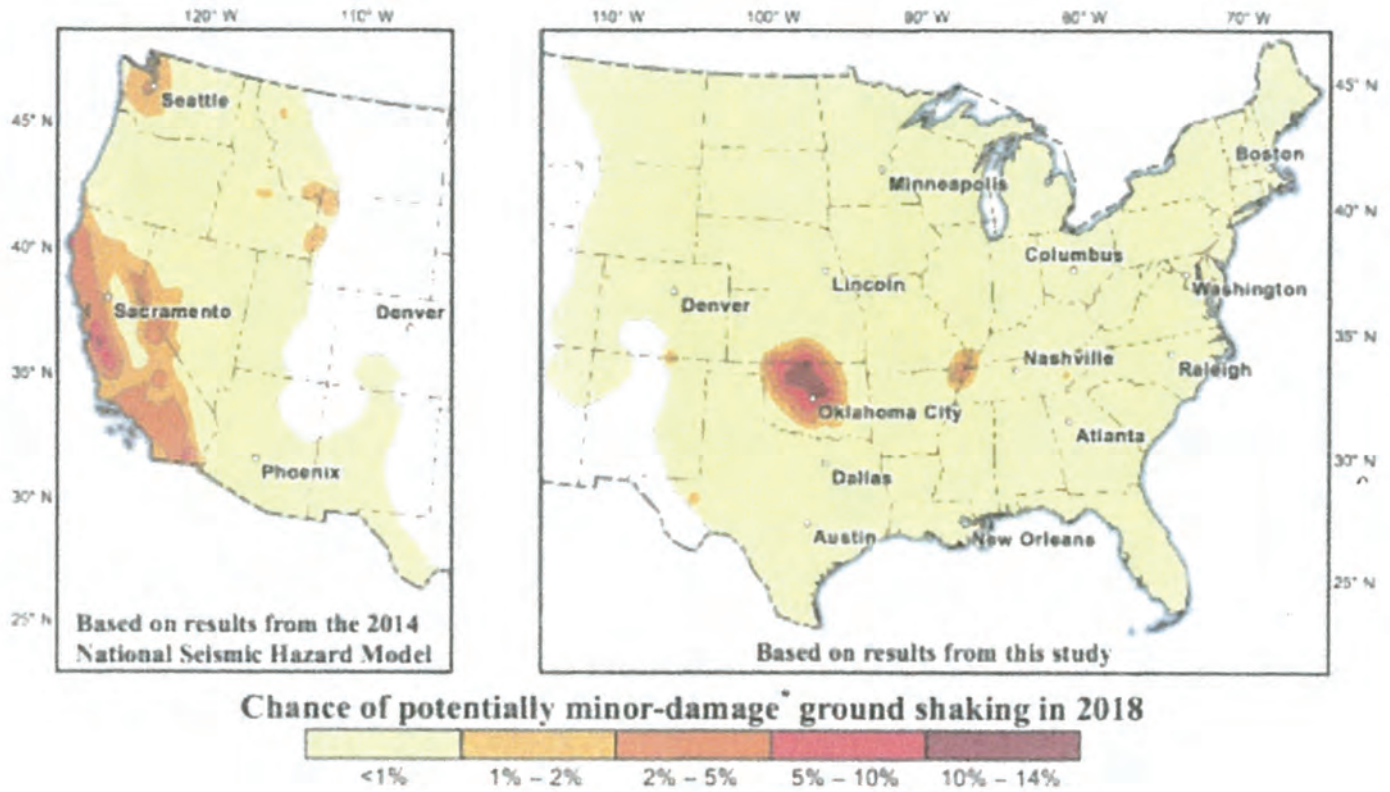 120° W 110° W 110° W 100° W 90° W 80° W 70° W
45° N
40° N
35° N
30° N
25° N
Seattle
Sacramento
Denver
Phoenix
Based on results from the 2014
National Seismic Hazard Model
45° N
40° N
35° N
30° N
25° N
Boston
Minneapolis
Columbus
Lincoln
Washington
Denver
Nashville
Raleigh
Oklahoma City
Atlanta
Dallas
Austin
New Orleans
Based on results from this study
Chance of potentially minor-damage* ground shaking in 2018
<1% 1% – 2% 2% – 5% 5% – 10% 10% – 14%